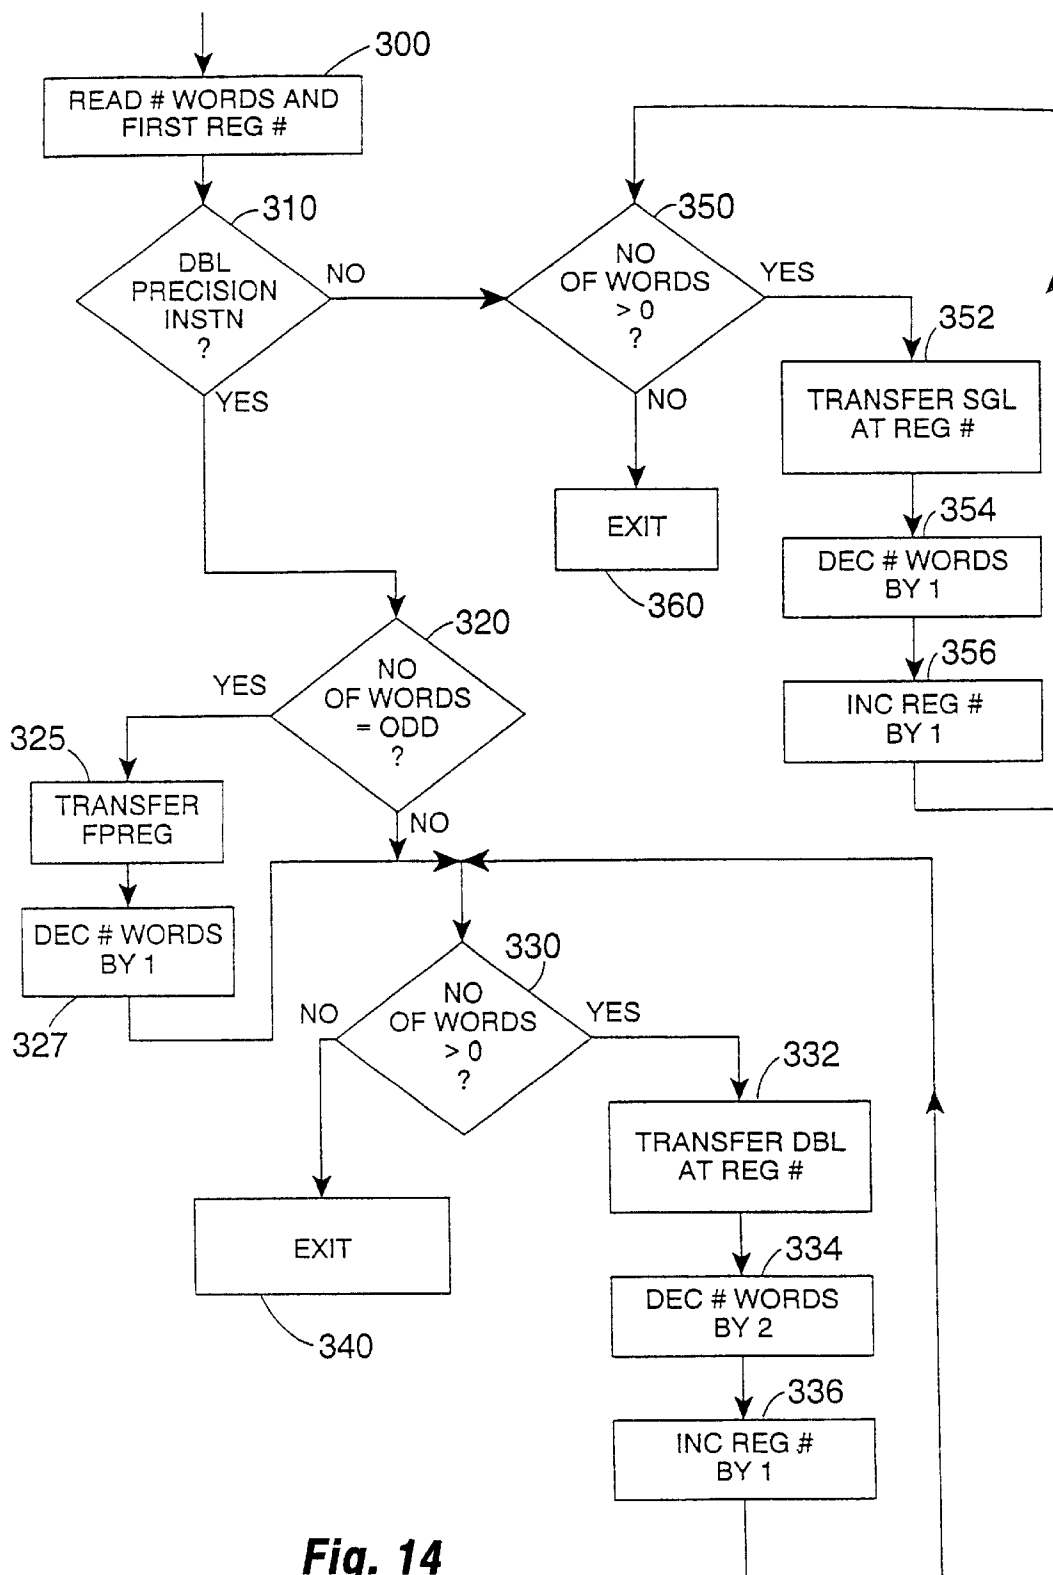 300
READ # WORDS AND
FIRST REG #
310
DBL
PRECISION
INSTN
?
NO
YES
350
NO
OF WORDS
> 0
?
YES
NO
352
TRANSFER SGL
AT REG #
354
DEC # WORDS
BY 1
356
INC REG #
BY 1
EXIT
360
320
NO
OF WORDS
= ODD
?
YES
NO
325
TRANSFER
FPREG
DEC # WORDS
BY 1
327
330
NO
OF WORDS
> 0
?
NO
YES
332
TRANSFER DBL
AT REG #
334
DEC # WORDS
BY 2
336
INC REG #
BY 1
EXIT
340
Fig. 14